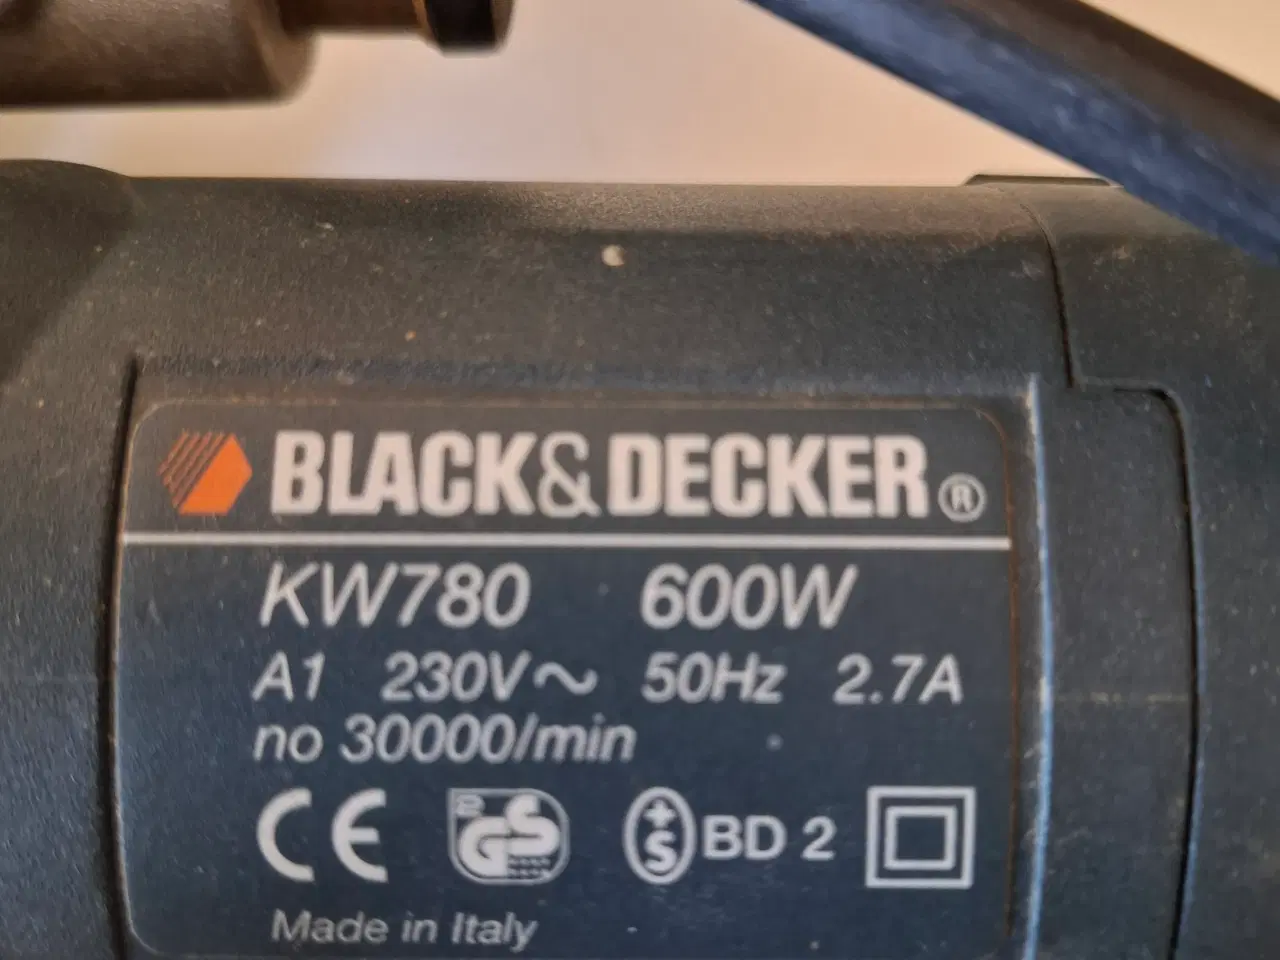 BLACK&DECKER®
KW780 600W
A1 230V~ 50Hz 2.7A
no 30000/min
CE GS +S BD 2
Made in Italy